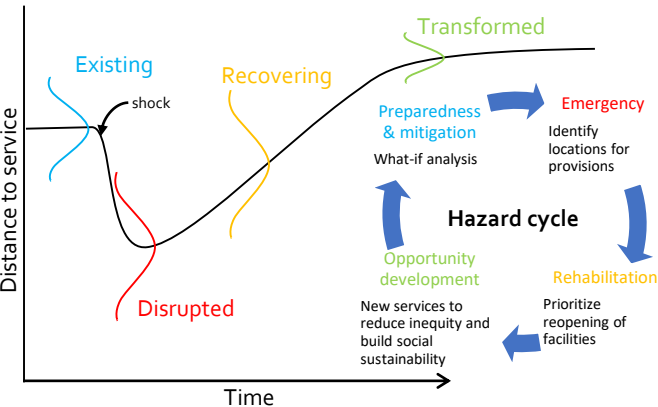 Transformed
Existing
Recovering
shock
Disrupted
Distance to service
Time
Hazard cycle
Preparedness
& mitigation
What-if analysis
Emergency
Identify
locations for
provisions
Rehabilitation
Prioritize
reopening of
facilities
Opportunity
development
New services to
reduce inequity and
build social
sustainability